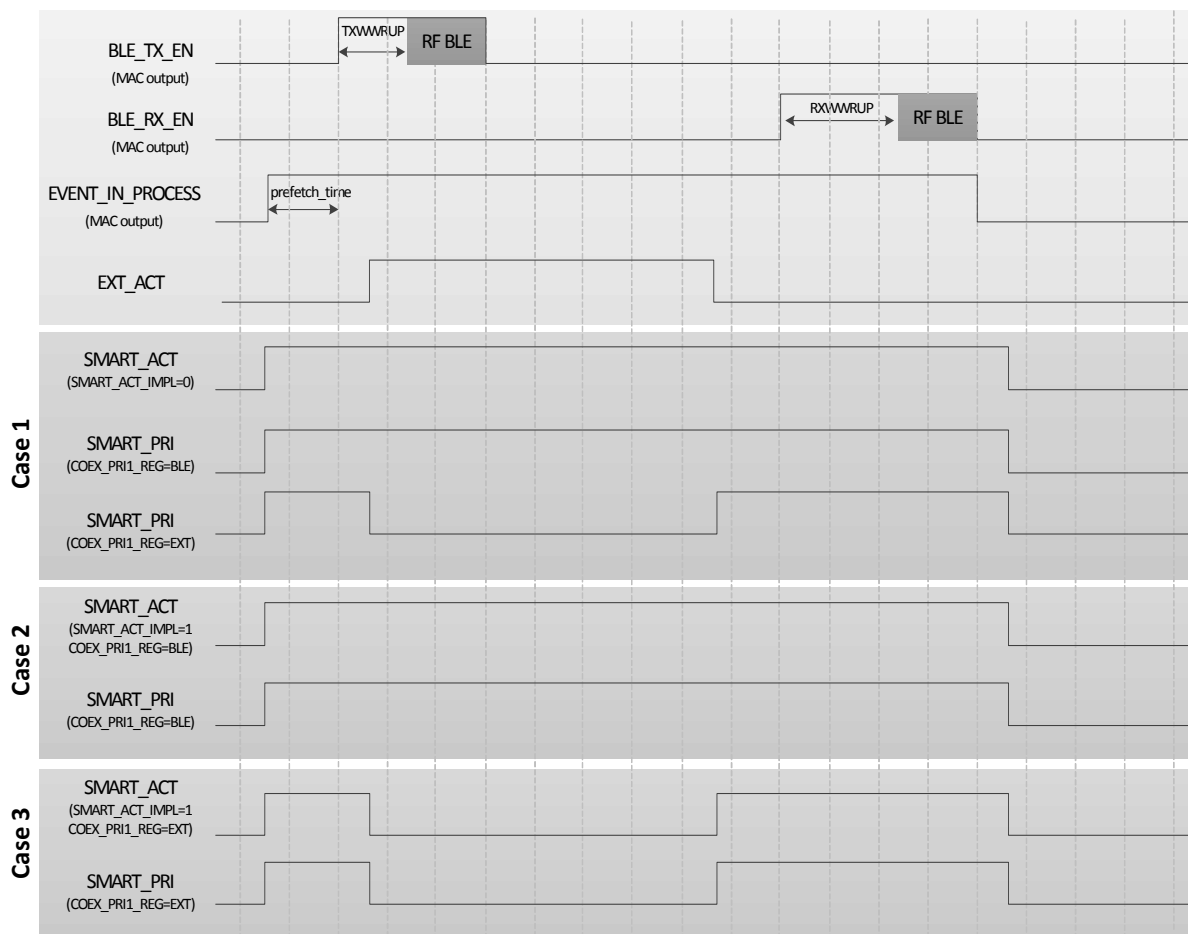 BLE_TX_EN
(MAC output)
TXWWRUP
RF BLE
BLE_RX_EN
(MAC output)
RXWWRUP
RF BLE
EVENT_IN_PROCESS
(MAC output)
prefetch_time
EXT_ACT
Case 1
SMART_ACT
(SMART_ACT_IMPL=0)
SMART_PRI
(COEX_PRI1_REG=BLE)
SMART_PRI
(COEX_PRI1_REG=EXT)
Case 2
SMART_ACT
(SMART_ACT_IMPL=1
COEX_PRI1_REG=BLE)
SMART_PRI
(COEX_PRI1_REG=BLE)
Case 3
SMART_ACT
(SMART_ACT_IMPL=1
COEX_PRI1_REG=EXT)
SMART_PRI
(COEX_PRI1_REG=EXT)